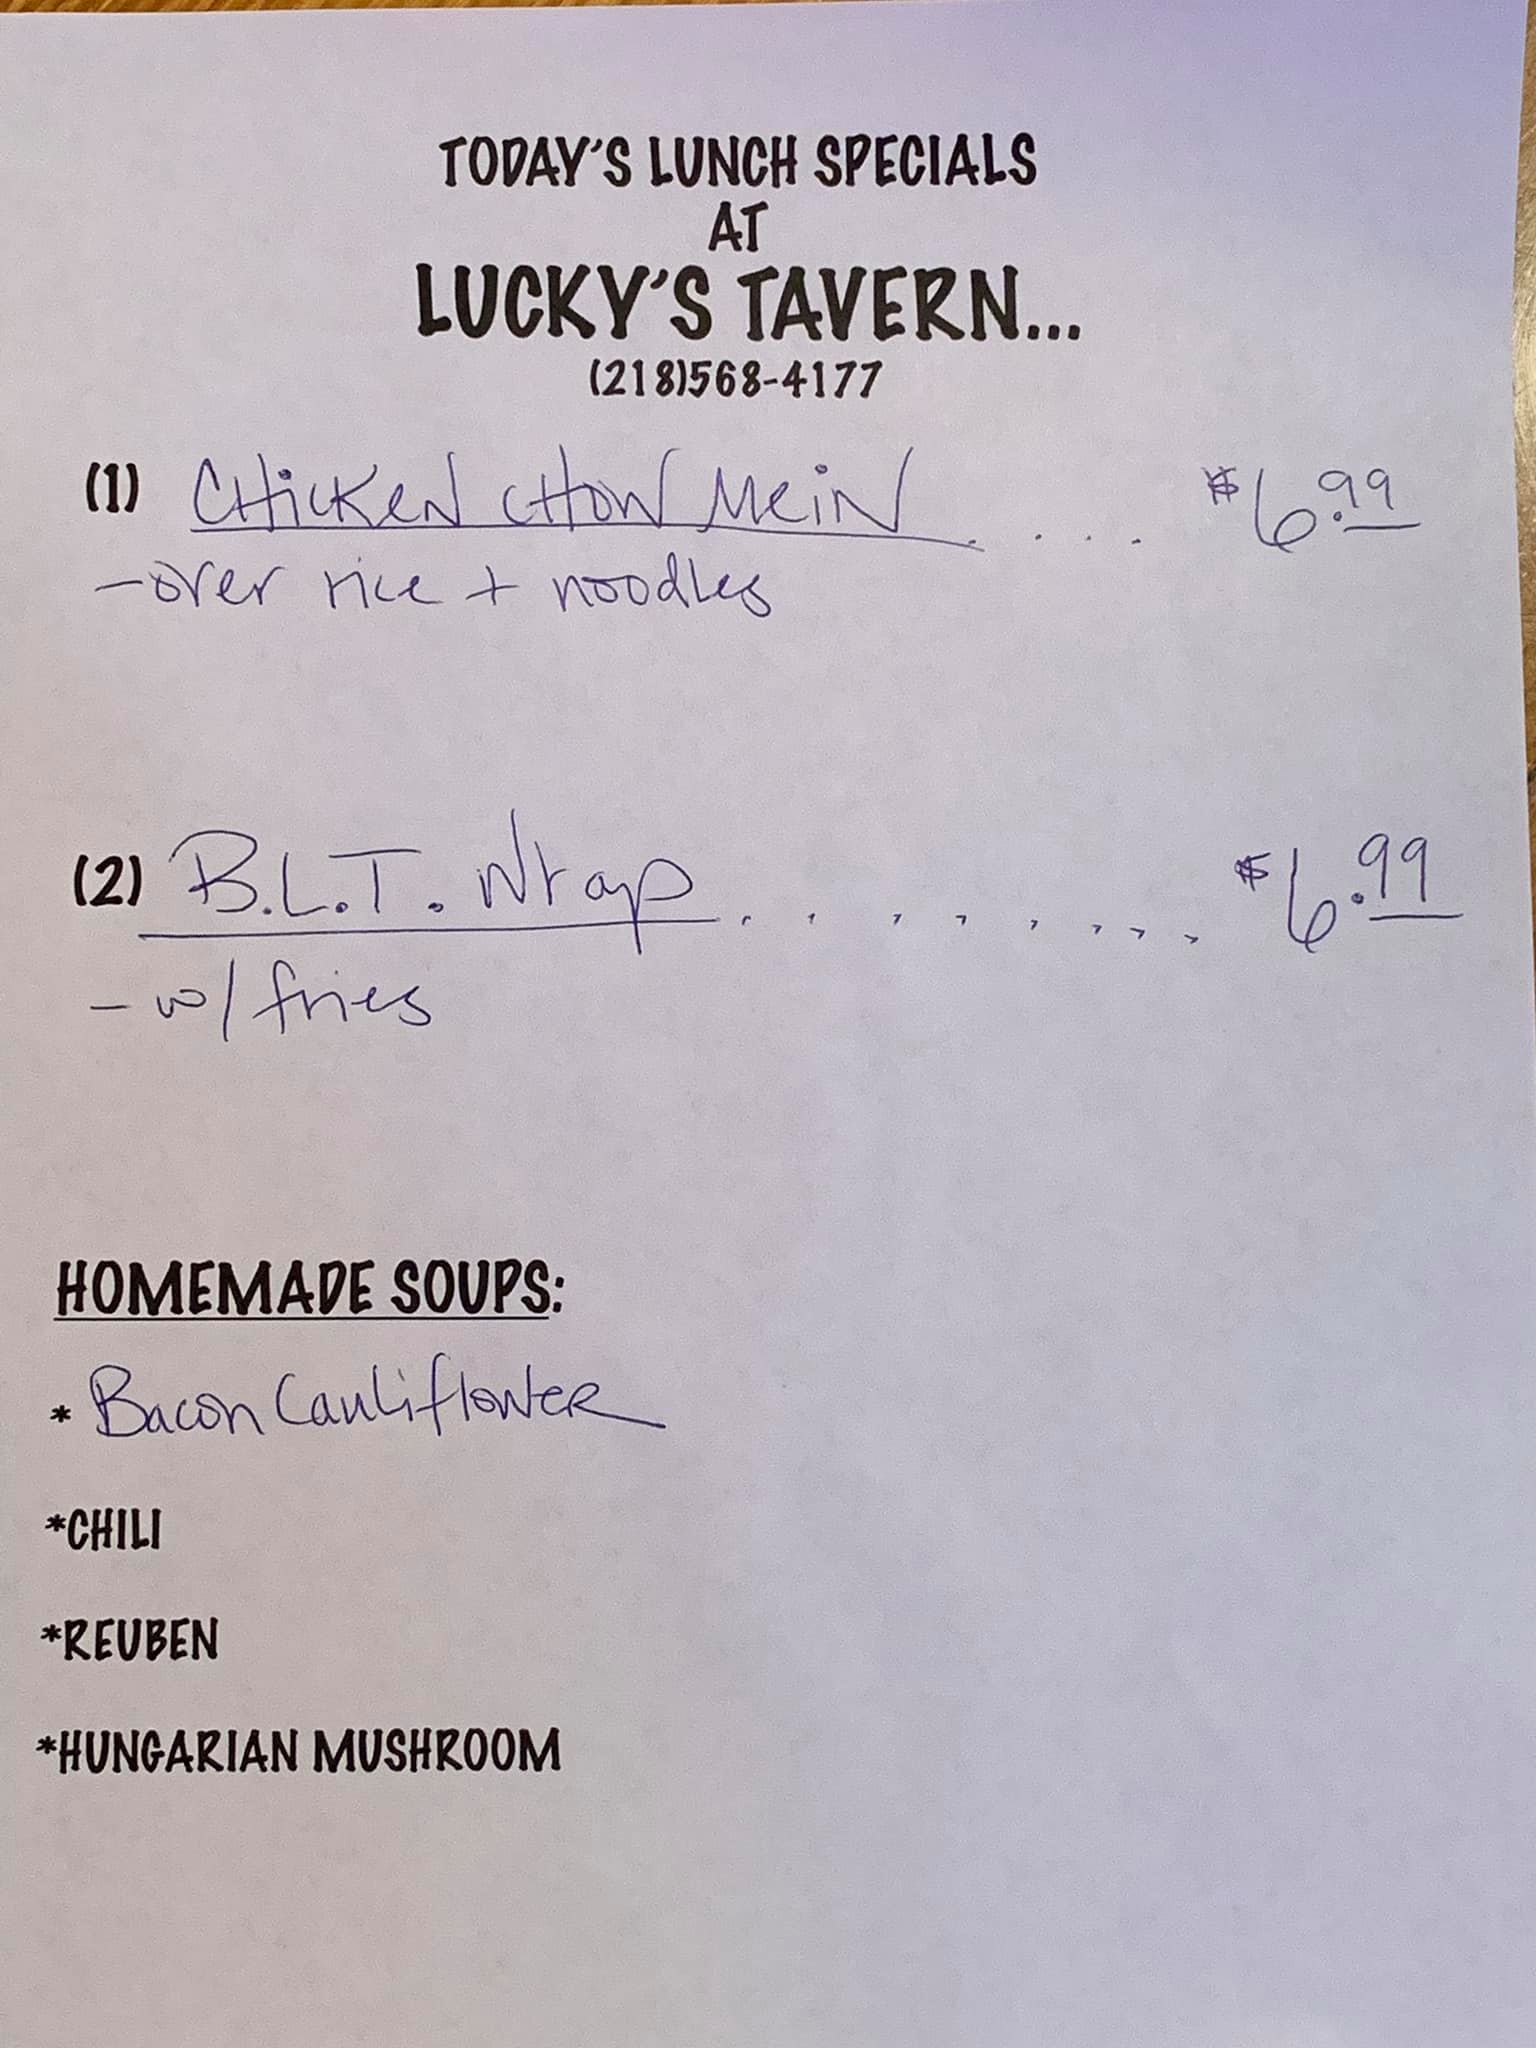 TODAY'S LUNCH SPECIALS
AT
LUCKY'S TAVERN...
(218)568-4177
(1) CHicKeN CHOW MeiN .... $6.99
-over rice + noodles
(2) B.L.T. Wrap ........ $6.99
- w/ fries
HOMEMADE SOUPS:
* Bacon CauliflowER
*CHILI
*REUBEN
*HUNGARIAN MUSHROOM